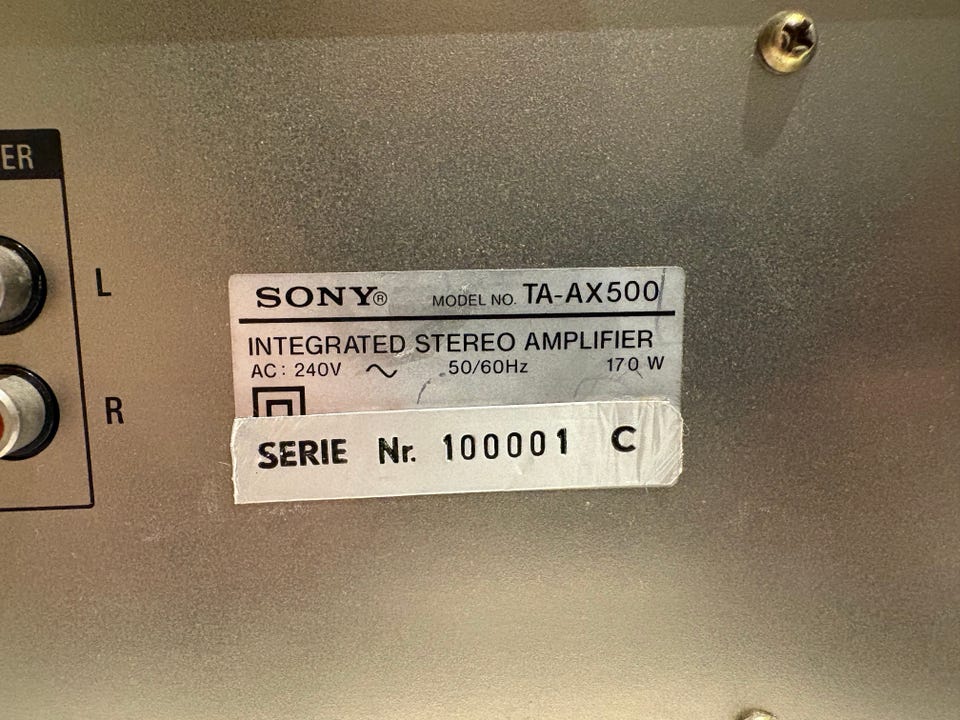 ER
L
R
SONY® MODEL NO. TA-AX500
INTEGRATED STEREO AMPLIFIER
AC: 240V ~ 50/60Hz 170 W
SERIE Nr. 100001 C